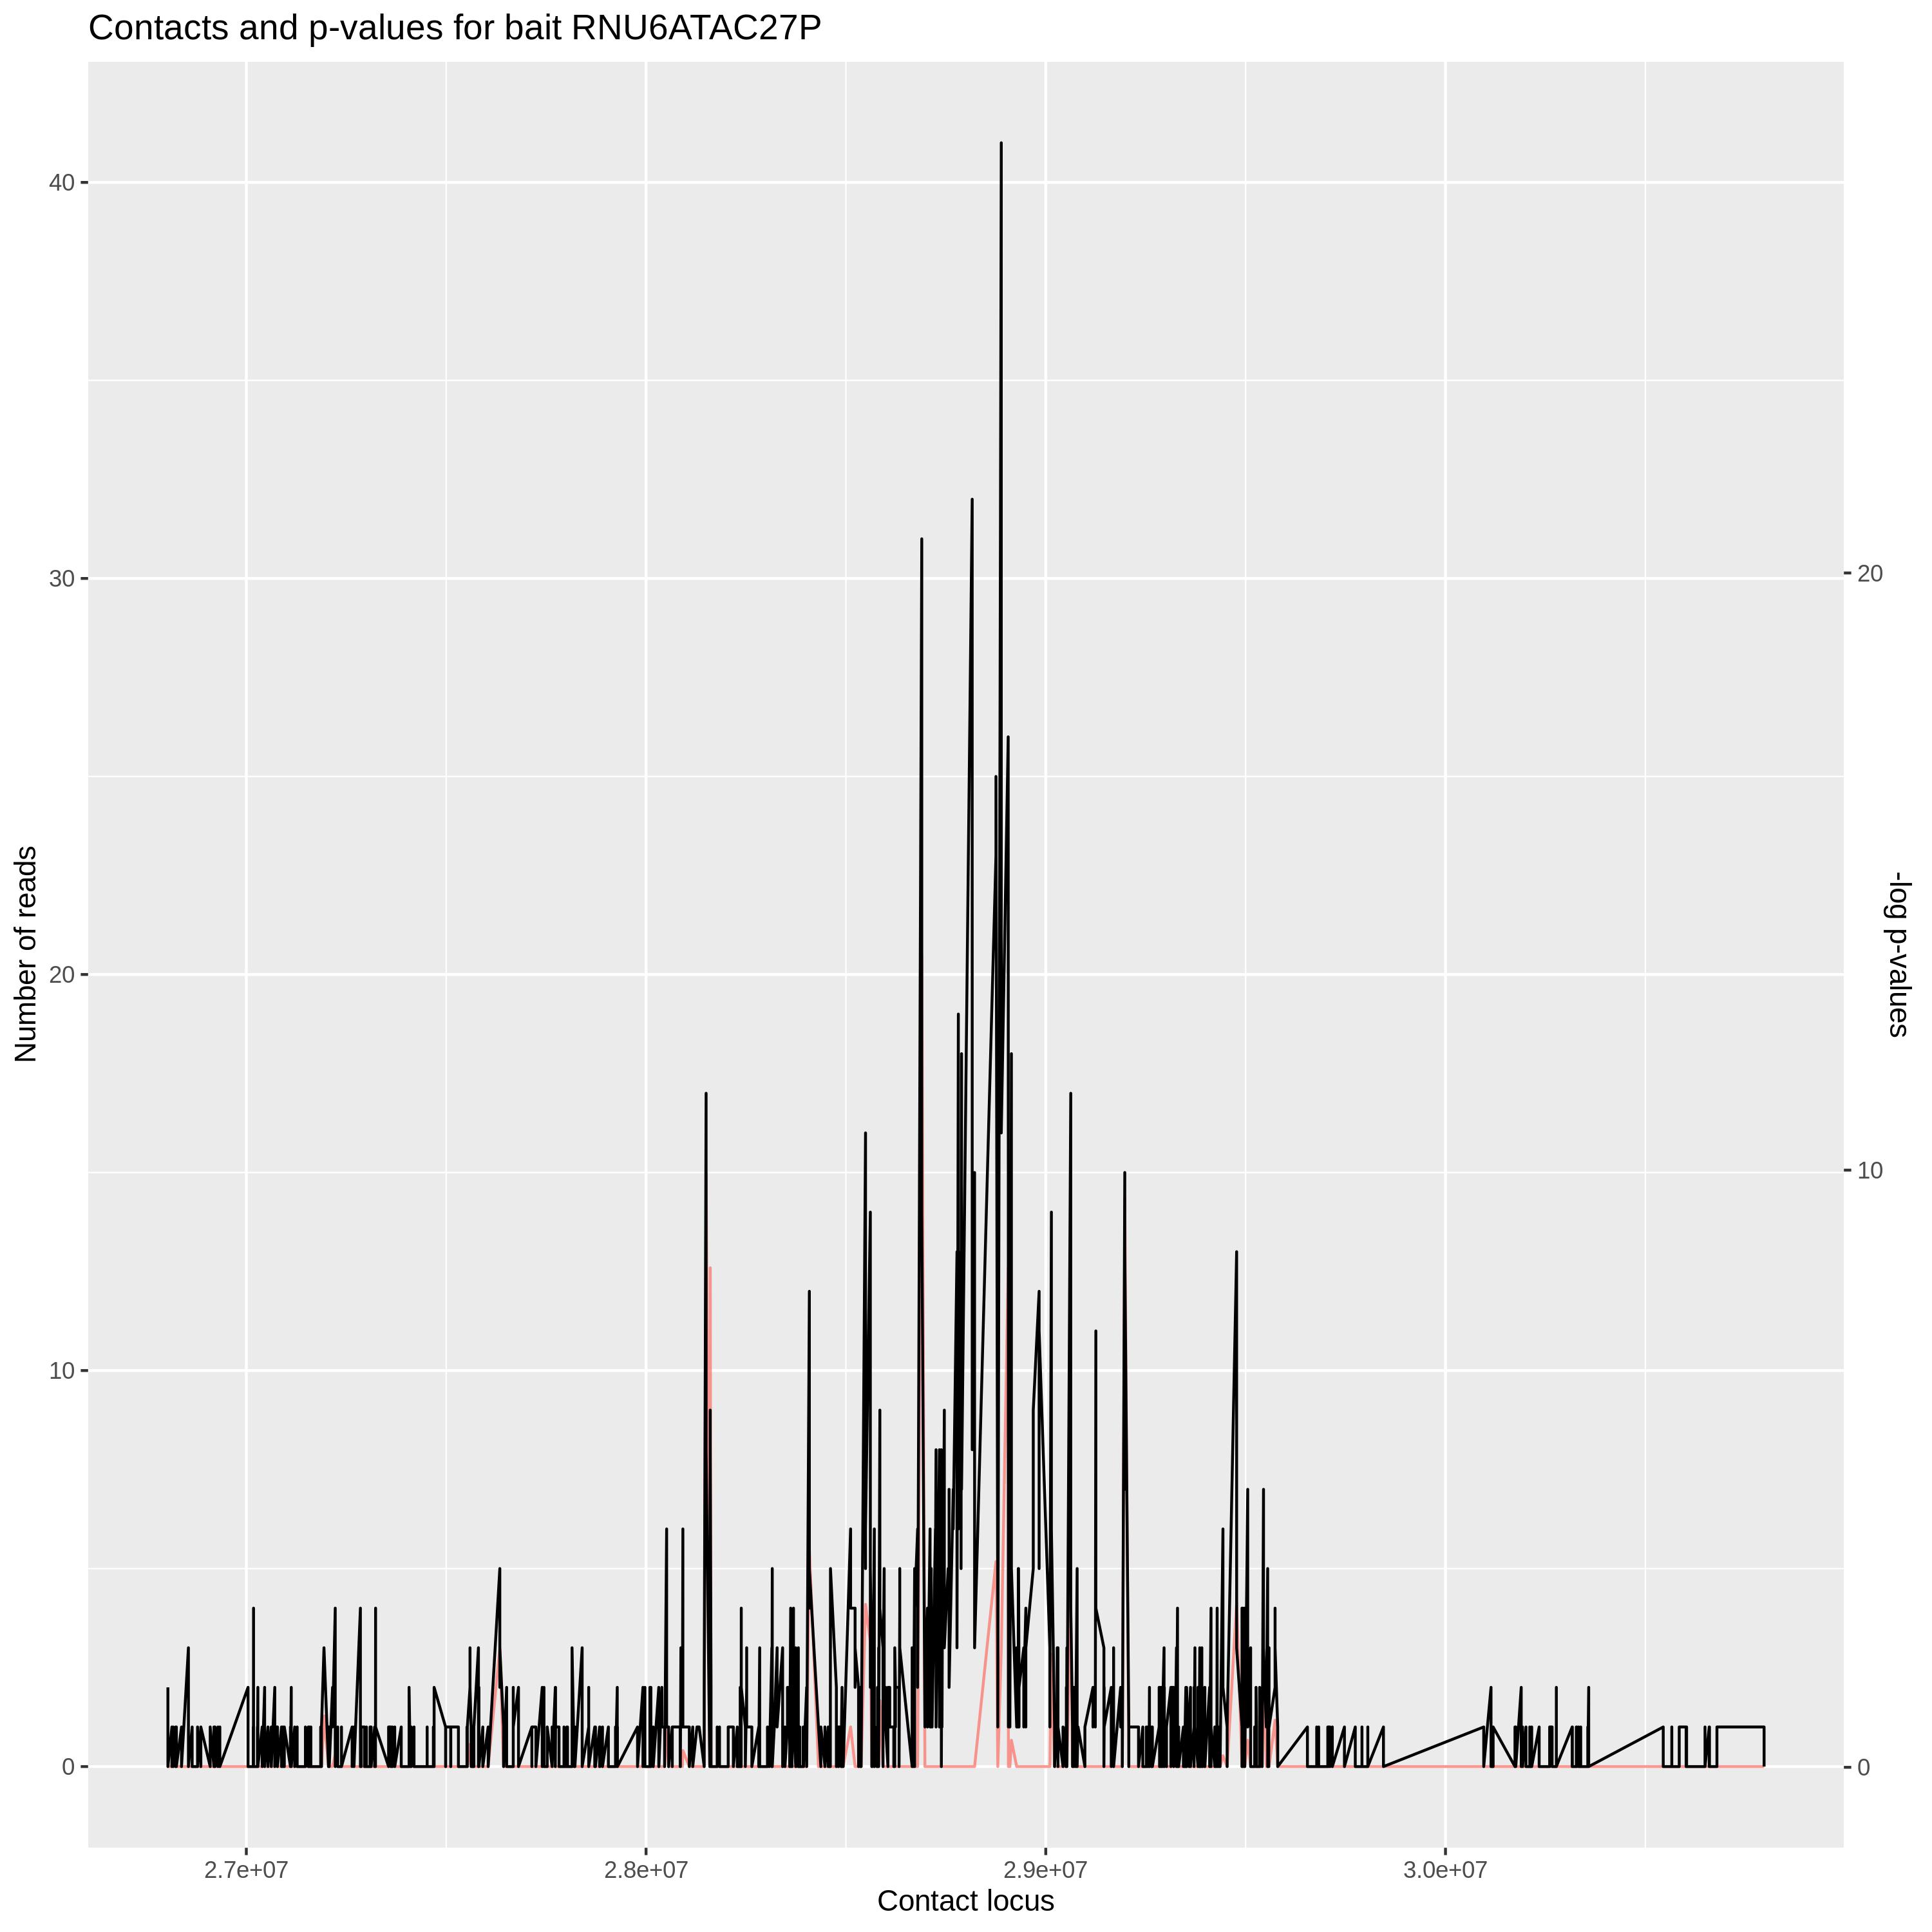 Contacts and p-values for bait RNU6ATAC27P
40
30
20
10
0
Number of reads
20
10
0
-log p-values
2.7e+07
2.8e+07
2.9e+07
3.0e+07
Contact locus